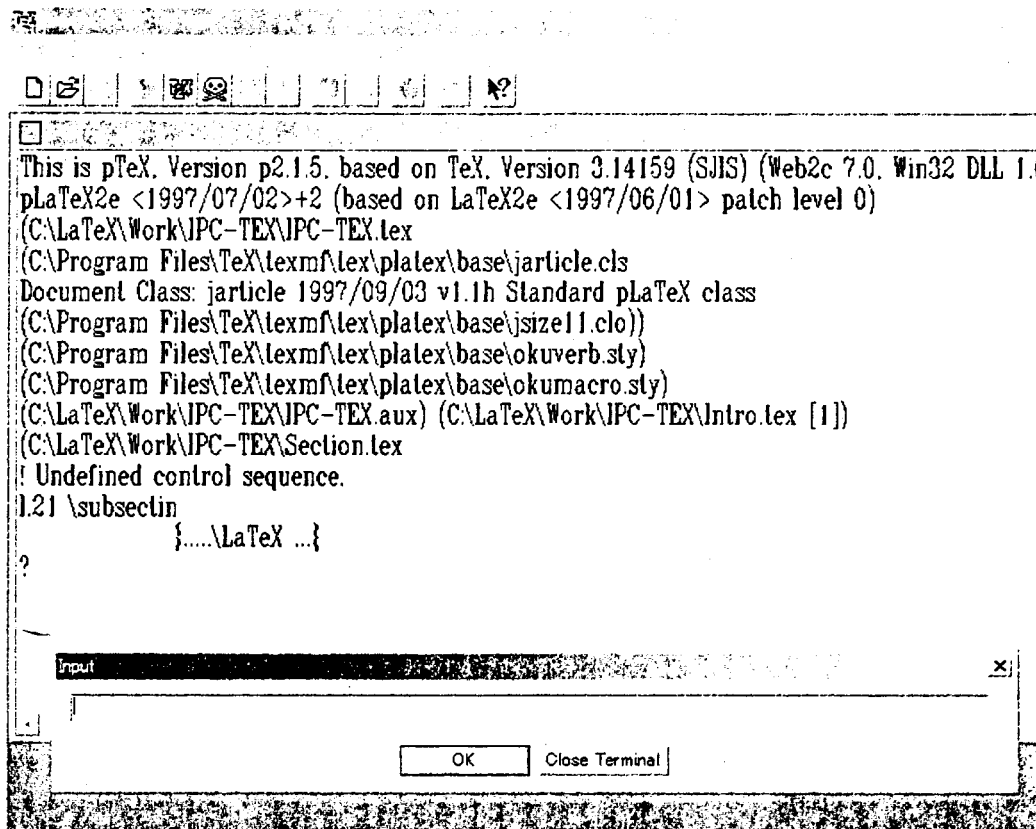 This is pTeX, Version p2.1.5, based on TeX, Version 3.14159 (SJIS) (Web2c 7.0, Win32 DLL 1.
pLaTeX2e <1997/07/02>+2 (based on LaTeX2e <1997/06/01> patch level 0)
(C:\LaTeX\Work\IPC-TEX\IPC-TEX.tex
(C:\Program Files\TeX\texmf\tex\platex\base\jarticle.cls
Document Class: jarticle 1997/09/03 v1.1h Standard pLaTeX class
(C:\Program Files\TeX\texmf\tex\platex\base\jsize11.clo))
(C:\Program Files\TeX\texmf\tex\platex\base\okuverb.sty)
(C:\Program Files\TeX\texmf\tex\platex\base\okumacro.sty)
(C:\LaTeX\Work\IPC-TEX\IPC-TEX.aux) (C:\LaTeX\Work\IPC-TEX\Intro.tex [1])
(C:\LaTeX\Work\IPC-TEX\Section.tex
! Undefined control sequence.
l.21 \subsectin
{.....\LaTeX ...{
?
Input
OK Close Terminal